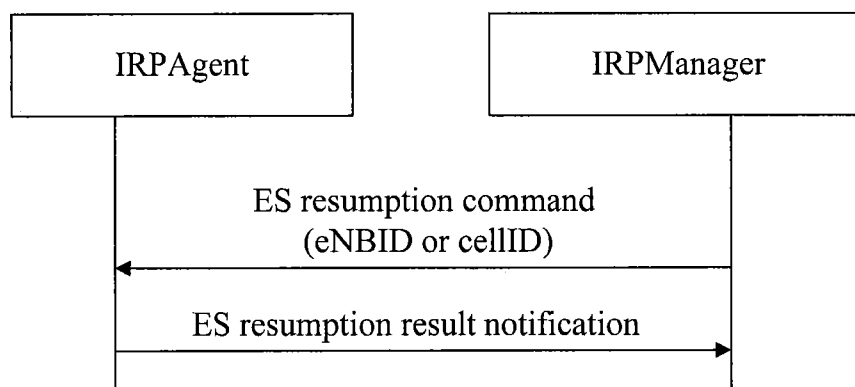 IRPAgent
IRPManager
ES resumption command
(eNBID or cellID)
ES resumption result notification